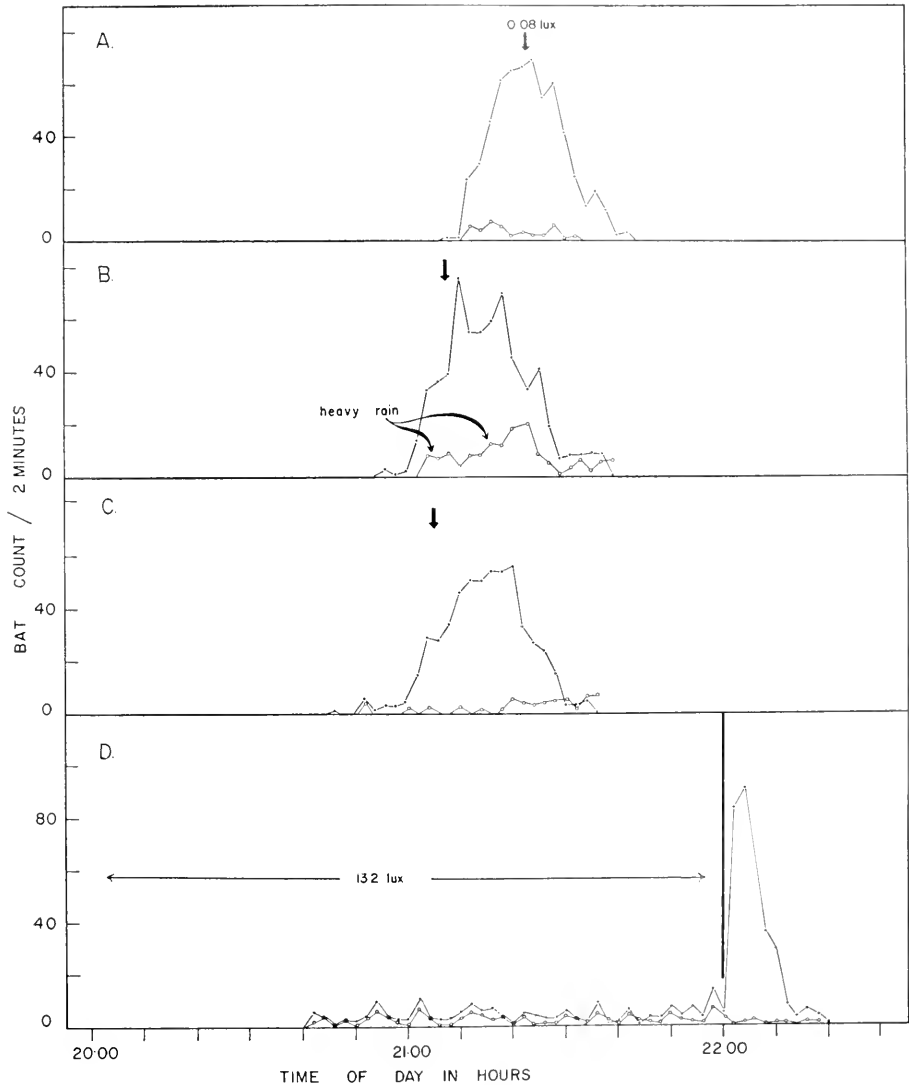 A.
0.08 lux
40
0
B.
40
heavy rain
0
C.
40
0
BAT COUNT / 2 MINUTES
D.
80
132 lux
40
0
20:00
21:00
22:00
TIME OF DAY IN HOURS